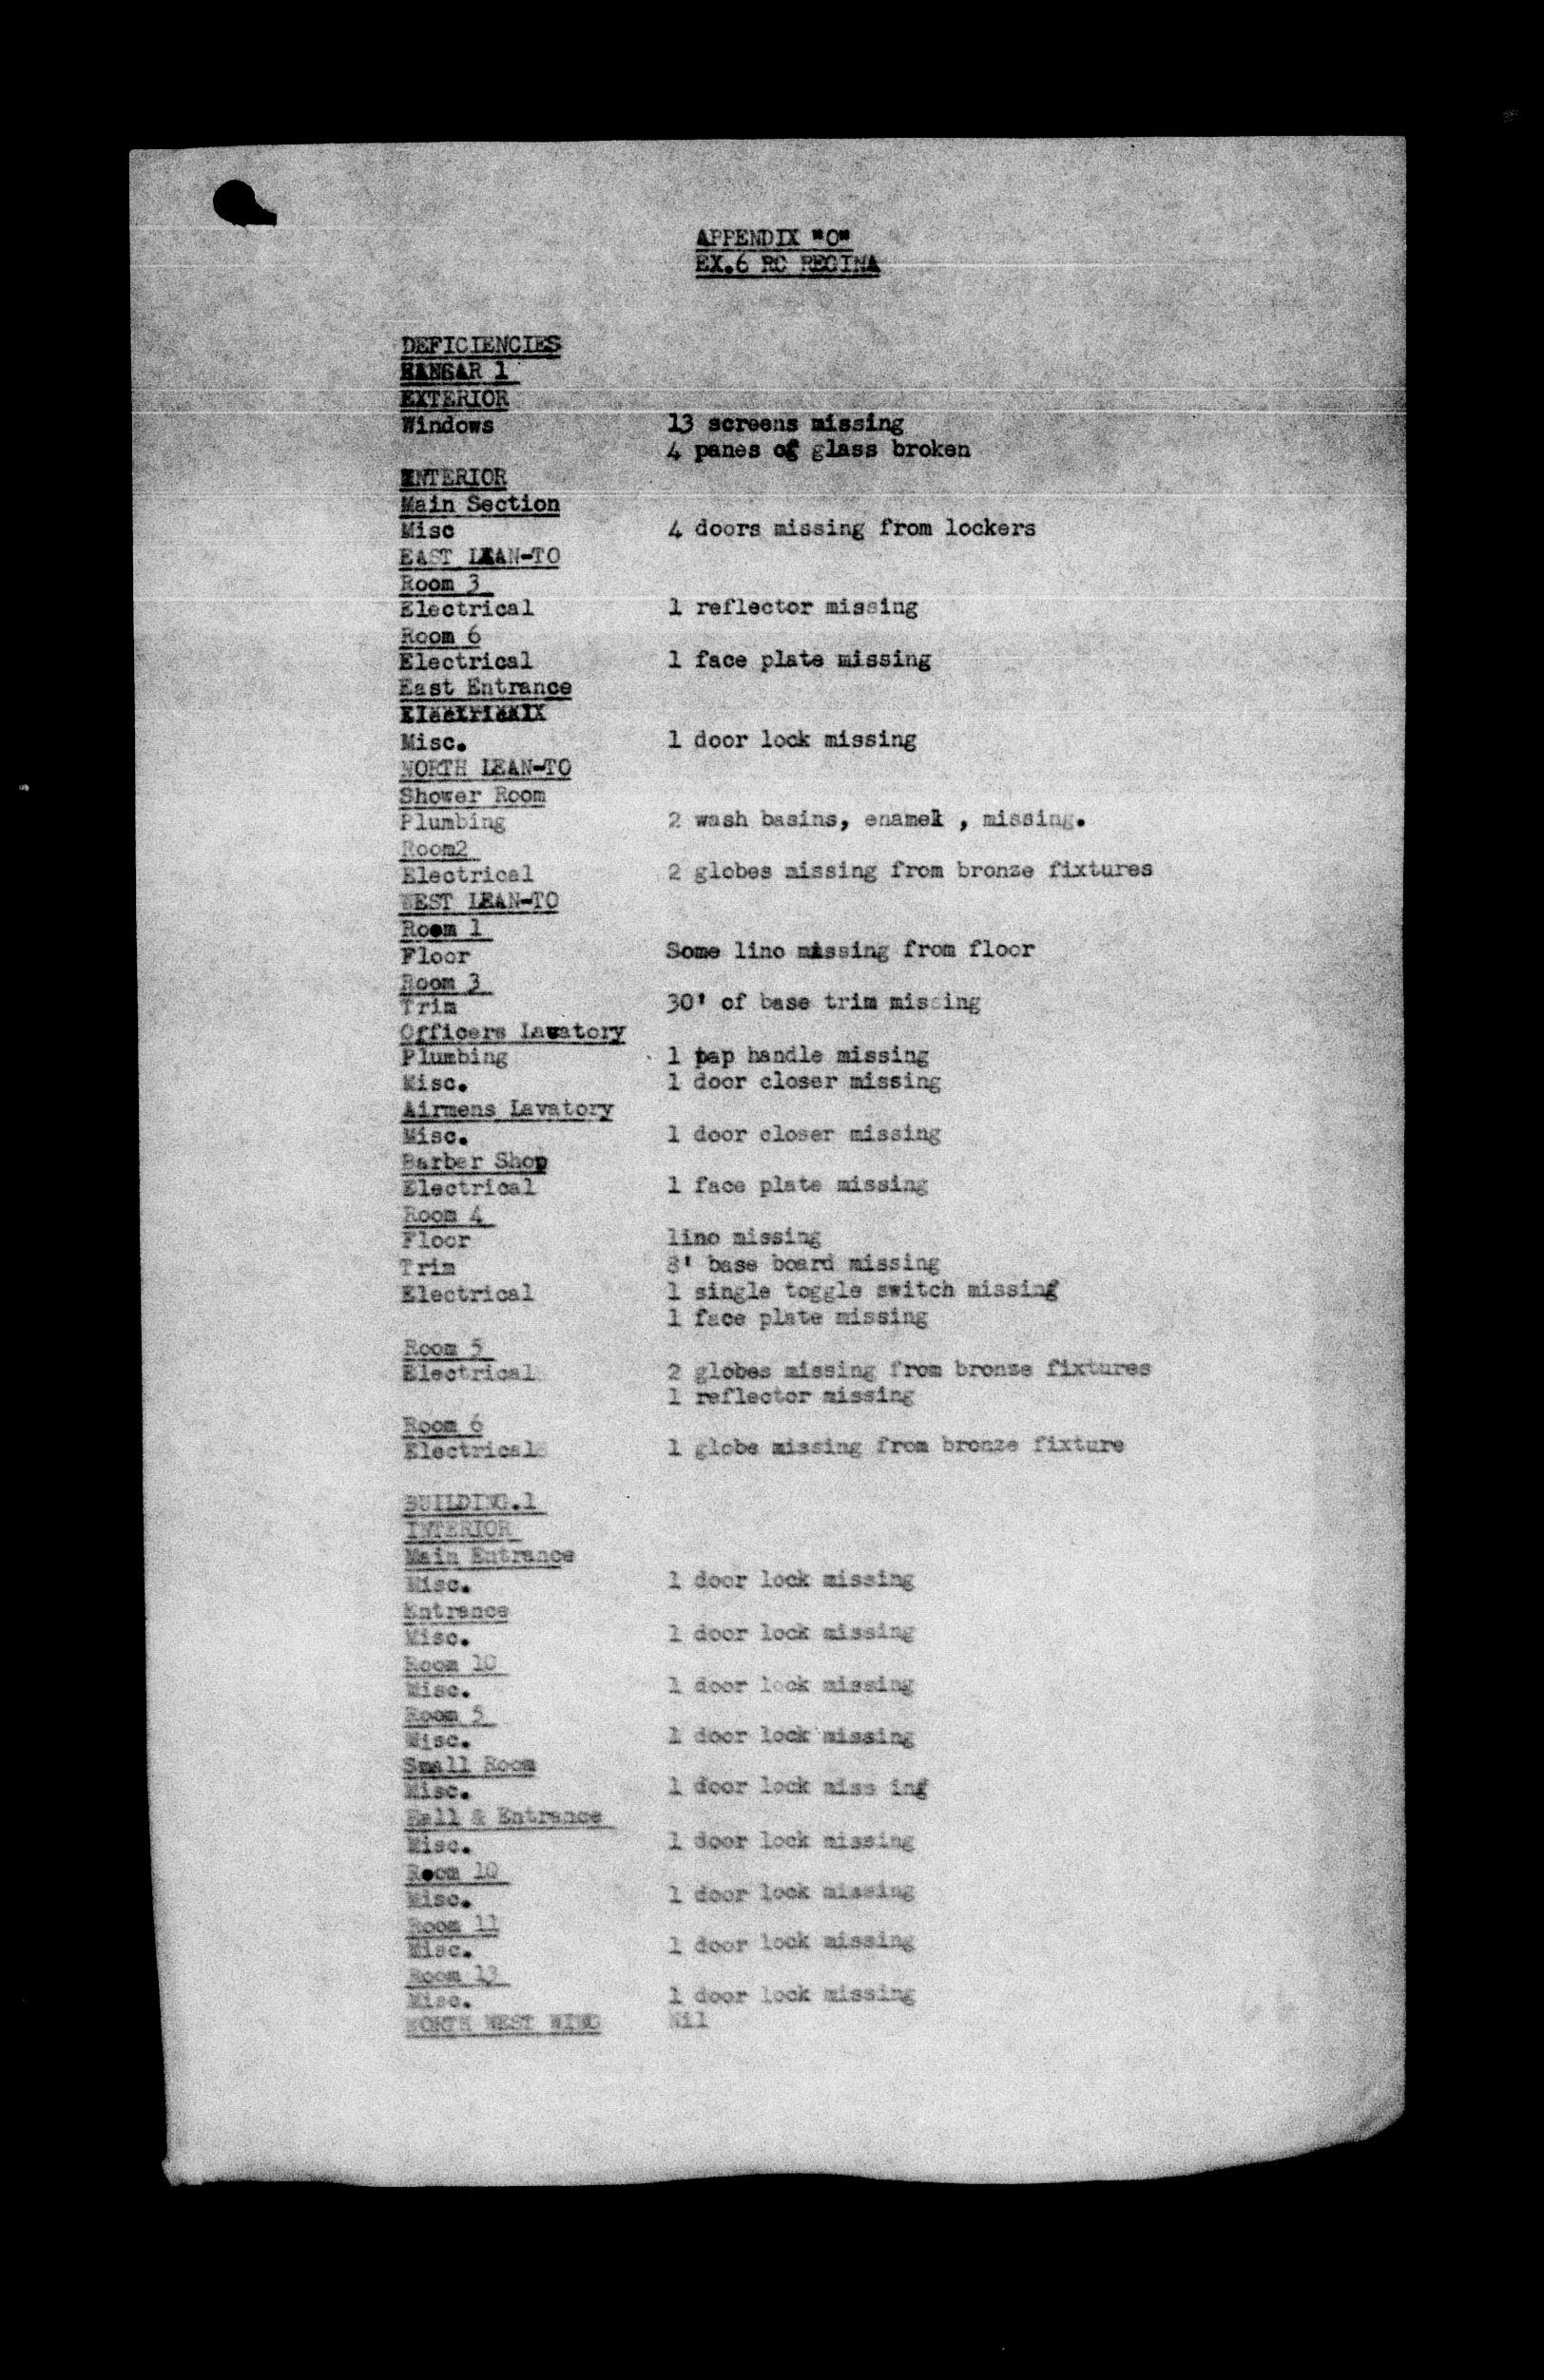 APPENDIX "O"
EX.6 RC REGINA
DEFICIENCIES
HANGAR 1
EXTERIOR
Windows 13 screens missing
4 panes of glass broken
INTERIOR
Main Section
Misc 4 doors missing from lockers
EAST LEAN-TO
Room 3
Electrical 1 reflector missing
Room 6
Electrical 1 face plate missing
East Entrance
Misc. 1 door lock missing
NORTH LEAN-TO
Shower Room
Plumbing 2 wash basins, enamel , missing.
Room2
Electrical 2 globes missing from bronze fixtures
WEST LEAN-TO
Room 1
Floor Some lino missing from floor
Room 3
Trim 30' of base trim missing
Officers Lavatory
Plumbing 1 tap handle missing
Misc. 1 door closer missing
Airmens Lavatory
Misc. 1 door closer missing
Barber Shop
Electrical 1 face plate missing
Room 4
Floor lino missing
Trim 8' base board missing
Electrical 1 single toggle switch missing
1 face plate missing
Room 5
Electrical 2 globes missing from bronze fixtures
1 reflector missing
Room 6
Electrical 1 globe missing from bronze fixture
BUILDING.1
INTERIOR
Main Entrance
Misc. 1 door lock missing
Entrance
Misc. 1 door lock missing
Room 10
Misc. 1 door lock missing
Room 5
Misc. 1 door lock missing
Small Room
Misc. 1 door lock miss ing
Hall & Entrance
Misc. 1 door lock missing
Room 10
Misc. 1 door lock missing
Room 11
Misc. 1 door lock missing
Room 13
Misc. 1 door lock missing
NORTH WEST WING Nil